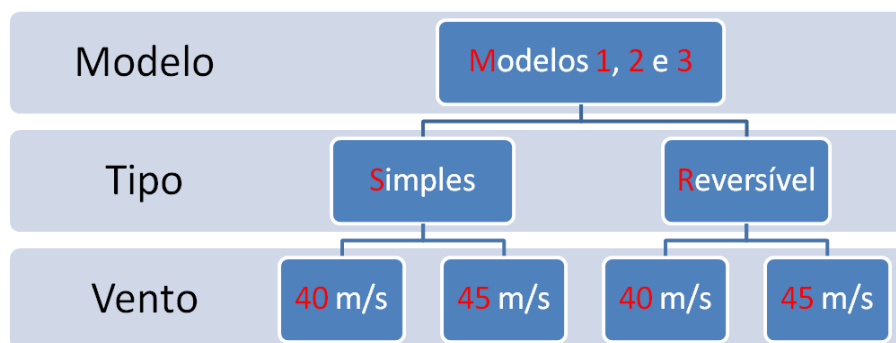 Modelo
Modelos 1, 2 e 3
Tipo
Simples
Reversível
Vento
40 m/s
45 m/s
40 m/s
45 m/s